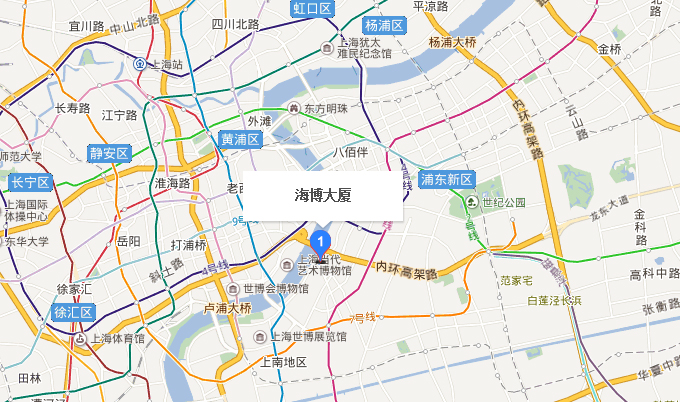 虹口区
平凉路
宜川路
中山北路
四川北路
杨浦区
上海犹太
难民纪念馆
杨浦大桥
金桥
上海站
长寿路
江宁路
东方明珠
内环高架路
云山路
外滩
黄浦区
八佰伴
师范大学
静安区
长宁区
淮海路
浦东新区
海博大厦
上海国际
体操中心
世纪公园
龙东大道
9号线
金科路
东华大学
岳阳
打浦桥
1
4号线
斜土路
上海当代
艺术博物馆
内环高架路
高科中路
徐家汇
世博会博物馆
范家宅
白莲泾长浜
徐汇区
卢浦大桥
7号线
张衡路
上海体育馆
上海世博展览馆
上南地区
华夏中路
田林